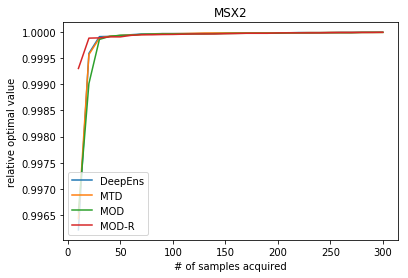 MSX2
relative optimal value
1.0000
0.9995
0.9990
0.9985
0.9980
0.9975
0.9970
0.9965
DeepEns
MTD
MOD
MOD-R
0 50 100 150 200 250 300
# of samples acquired